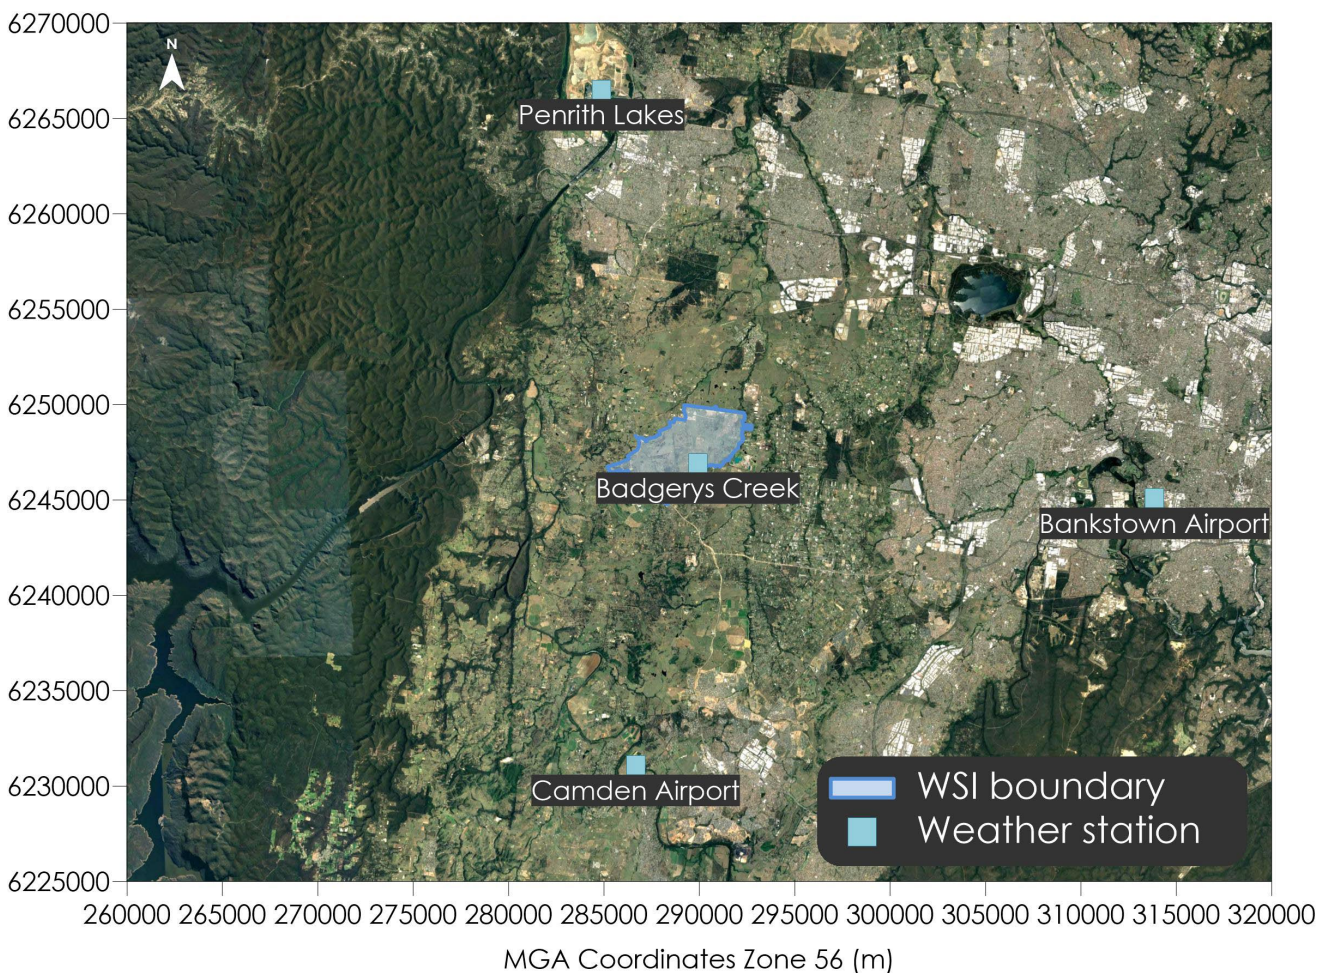 6270000
N
6265000
Penrith Lakes
6260000
6255000
6250000
6245000
Badgerys Creek
Bankstown Airport
6240000
6235000
6230000
Camden Airport
WSI boundary
Weather station
6225000
260000 265000 270000 275000 280000 285000 290000 295000 300000 305000 310000 315000 320000
MGA Coordinates Zone 56 (m)